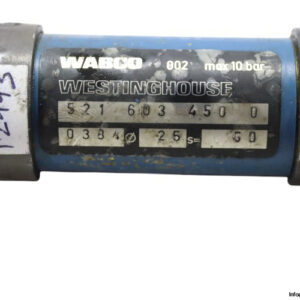 WABCO 002 max 10 bar
WESTINGHOUSE
521 603 450 0
0384 ø 25 s= 60